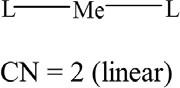 L—Me—L
CN = 2 (linear)